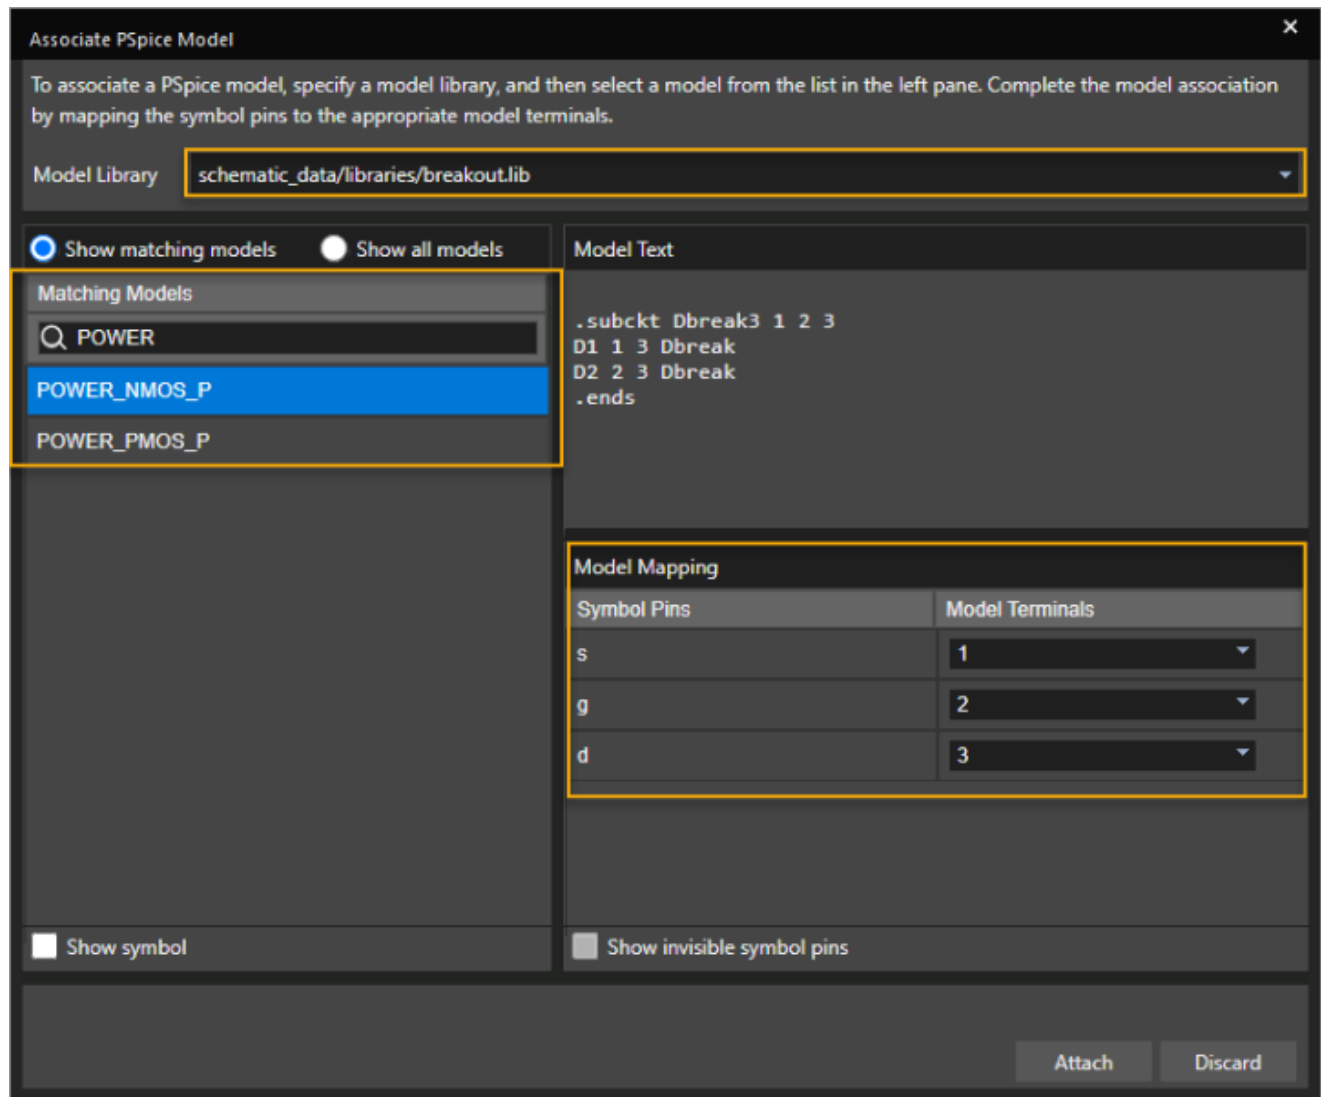 Associate PSpice Model
To associate a PSpice model, specify a model library, and then select a model from the list in the left pane. Complete the model association
by mapping the symbol pins to the appropriate model terminals.
Model Library schematic_data/libraries/breakout.lib
Show matching models Show all models
Matching Models
POWER
POWER_NMOS_P
POWER_PMOS_P
Show symbol
Model Text
.subckt Dbreak3 1 2 3
D1 1 3 Dbreak
D2 2 3 Dbreak
.ends
Model Mapping
Symbol Pins Model Terminals
s 1
g 2
d 3
Show invisible symbol pins
Attach Discard